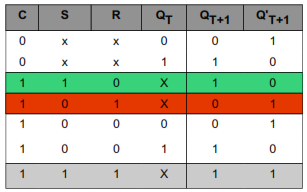 C S R Q_T Q_T+1 Q'_T+1
0 x x 0 0 1
0 x x 1 1 0
1 1 0 X 1 0
1 0 1 X 0 1
1 0 0 0 0 1
1 0 0 1 1 0
1 1 1 X 1 1